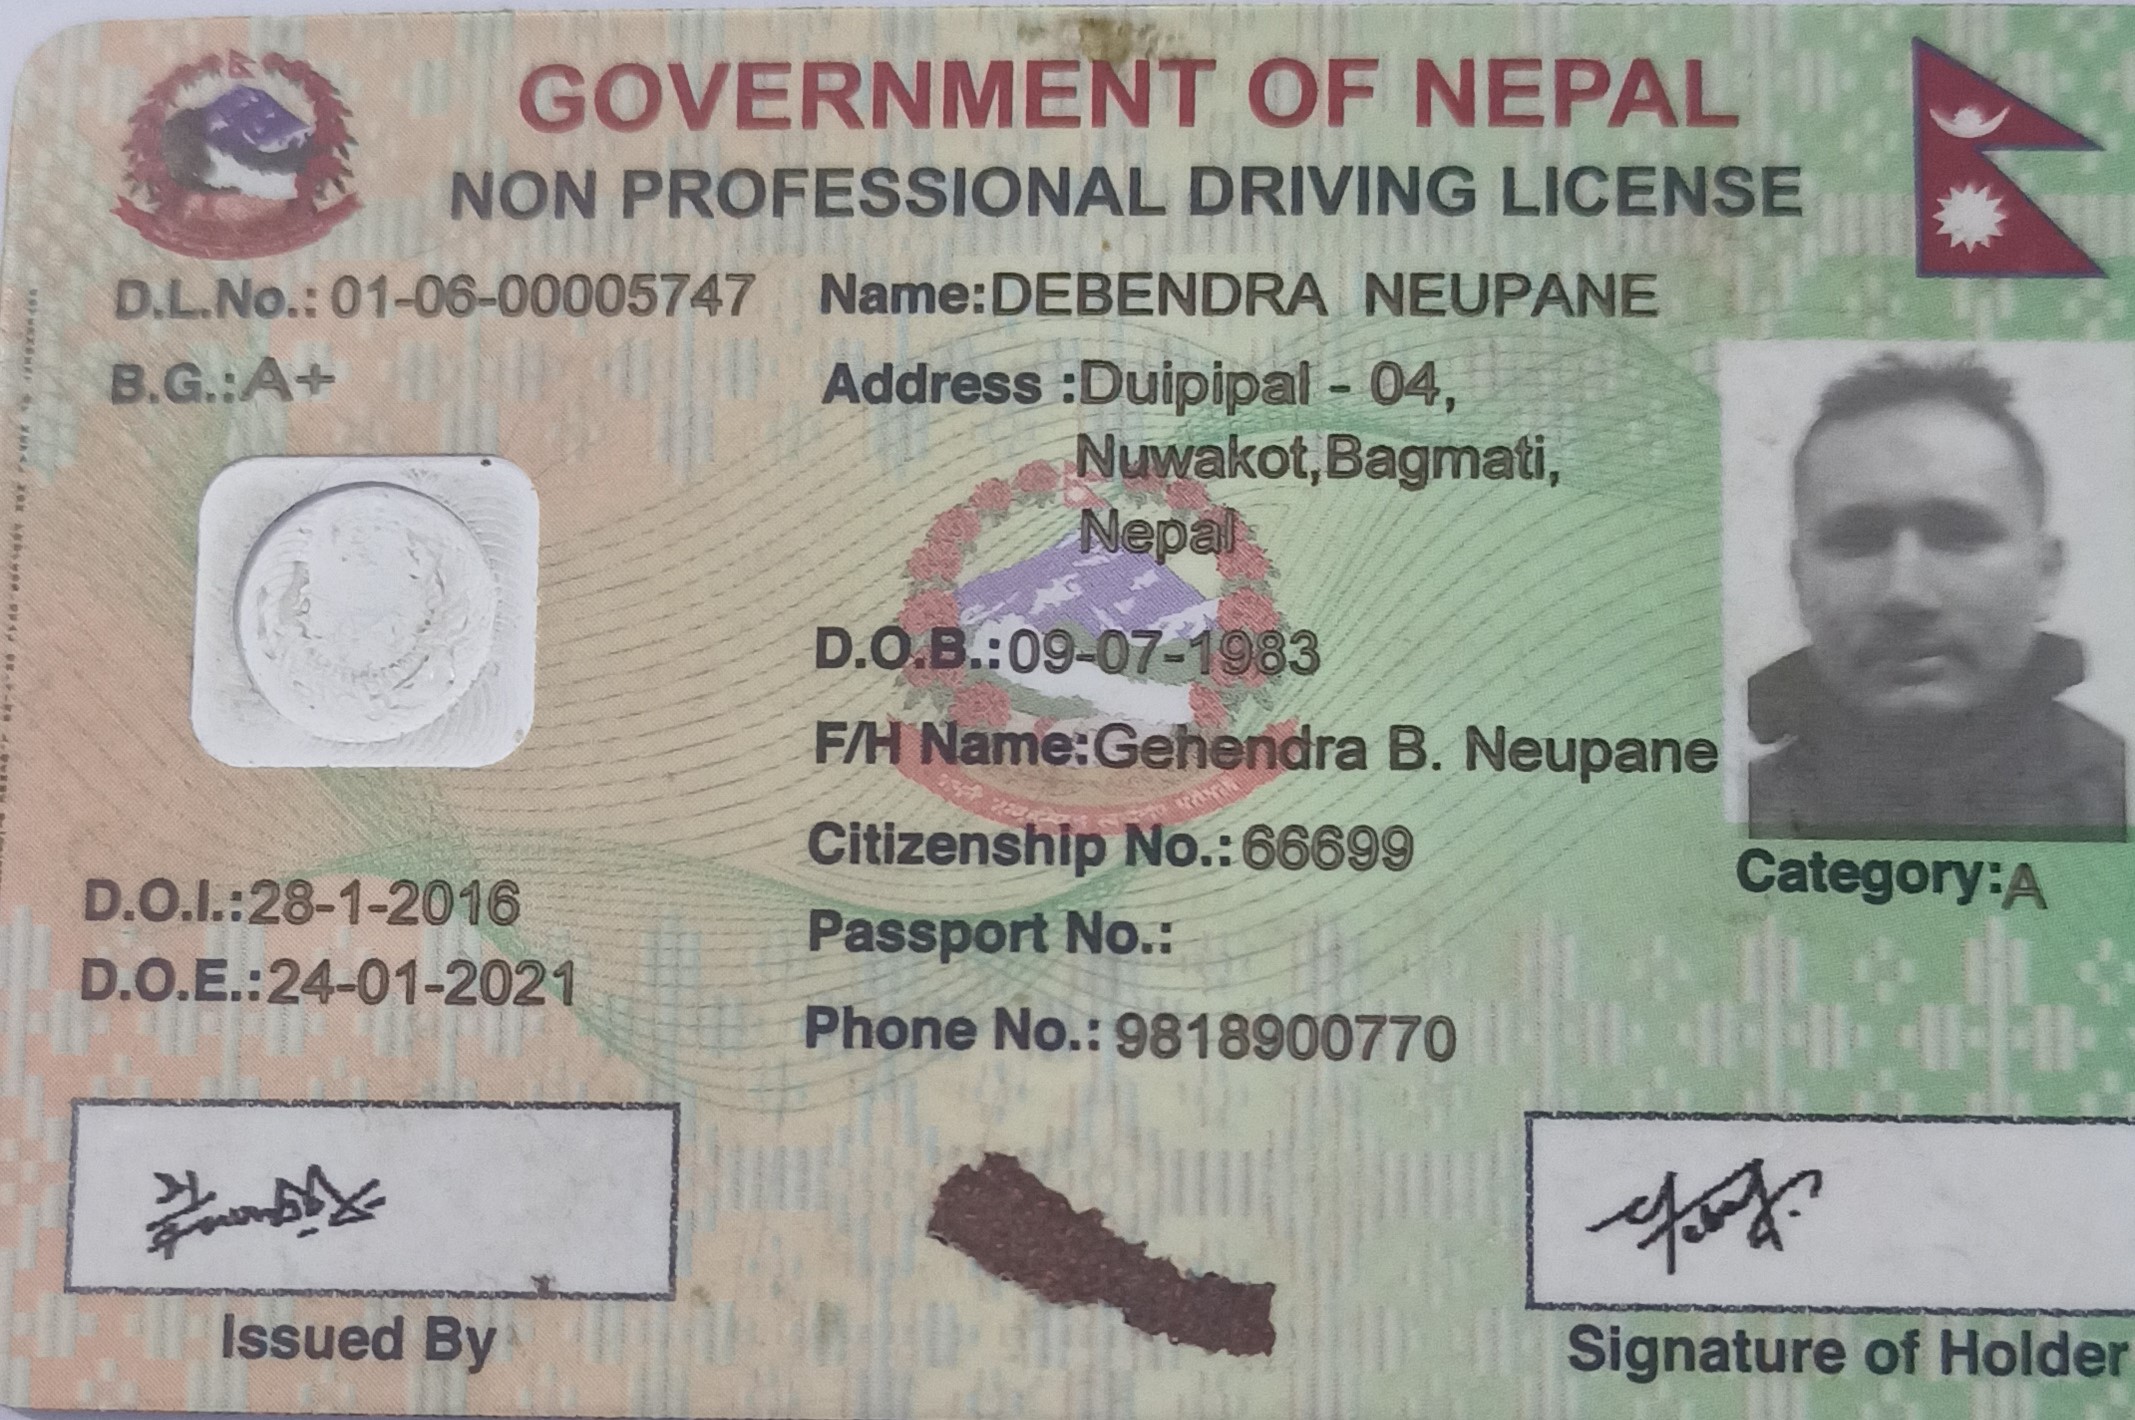 GOVERNMENT OF NEPAL
NON PROFESSIONAL DRIVING LICENSE
D.L.No.: 01-06-00005747
Name:DEBENDRA NEUPANE
B.G.:A+
Address :Duipipal - 04,
Nuwakot,Bagmati,
Nepal
D.O.B.:09-07-1983
F/H Name:Gehendra B. Neupane
Citizenship No.:66699
Category:A
D.O.I.:28-1-2016
Passport No.:
D.O.E.:24-01-2021
Phone No.: 9818900770
Issued By
Signature of Holder